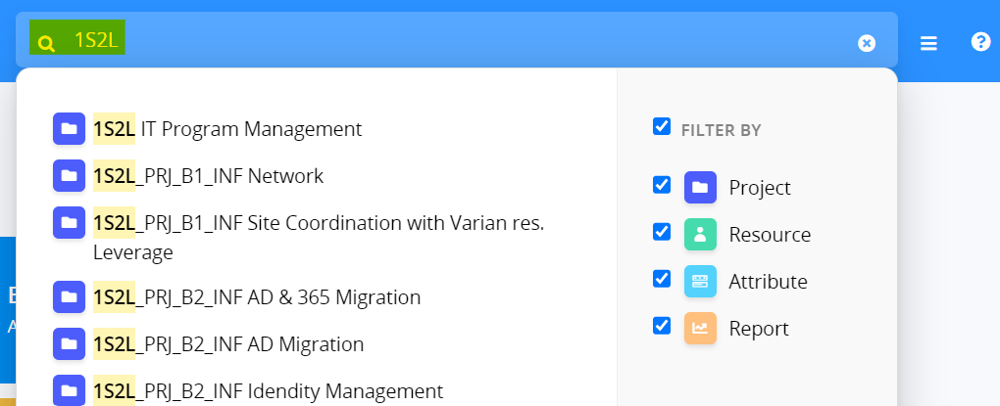 1S2L
1S2L IT Program Management
1S2L_PRJ_B1_INF Network
1S2L_PRJ_B1_INF Site Coordination with Varian res.
Leverage
1S2L_PRJ_B2_INF AD & 365 Migration
1S2L_PRJ_B2_INF AD Migration
1S2L_PRJ_B2_INF Idendity Management
FILTER BY
Project
Resource
Attribute
Report